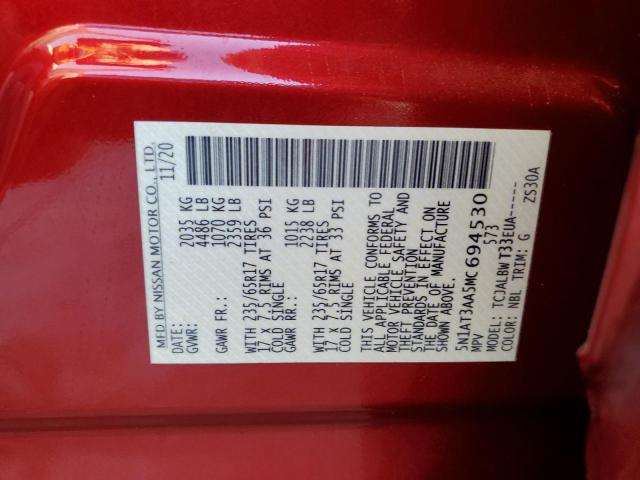 MFD BY NISSAN MOTOR CO., LTD.
DATE: 11/20
GVWR: 2035 KG
4486 LB
GAWR FR.: 1070 KG
2359 LB
WITH 235/65R17 TIRES
17 X 7.5 RIMS AT 36 PSI
COLD SINGLE
GAWR RR.: 1015 KG
2238 LB
WITH 235/65R17 TIRES
17 X 7.5 RIMS AT 33 PSI
COLD SINGLE
THIS VEHICLE CONFORMS TO
ALL APPLICABLE FEDERAL
MOTOR VEHICLE SAFETY AND
THEFT PREVENTION
STANDARDS IN EFFECT ON
THE DATE OF MANUFACTURE
SHOWN ABOVE.
5N1AT3AA5MC694530
MPV 573
MODEL: TCJALBWT33EUA-----
COLOR: NBL TRIM: G ZS30A